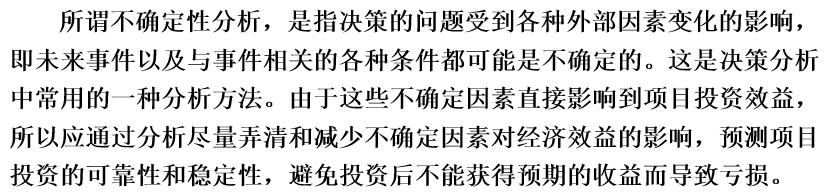 所谓不确定性分析，是指决策的问题受到各种外部因素变化的影响，
即未来事件以及与事件相关的各种条件都可能是不确定的。这是决策分析
中常用的一种分析方法。由于这些不确定因素直接影响到项目投资效益，
所以应通过分析尽量弄清和减少不确定因素对经济效益的影响，预测项目
投资的可靠性和稳定性，避免投资后不能获得预期的收益而导致亏损。